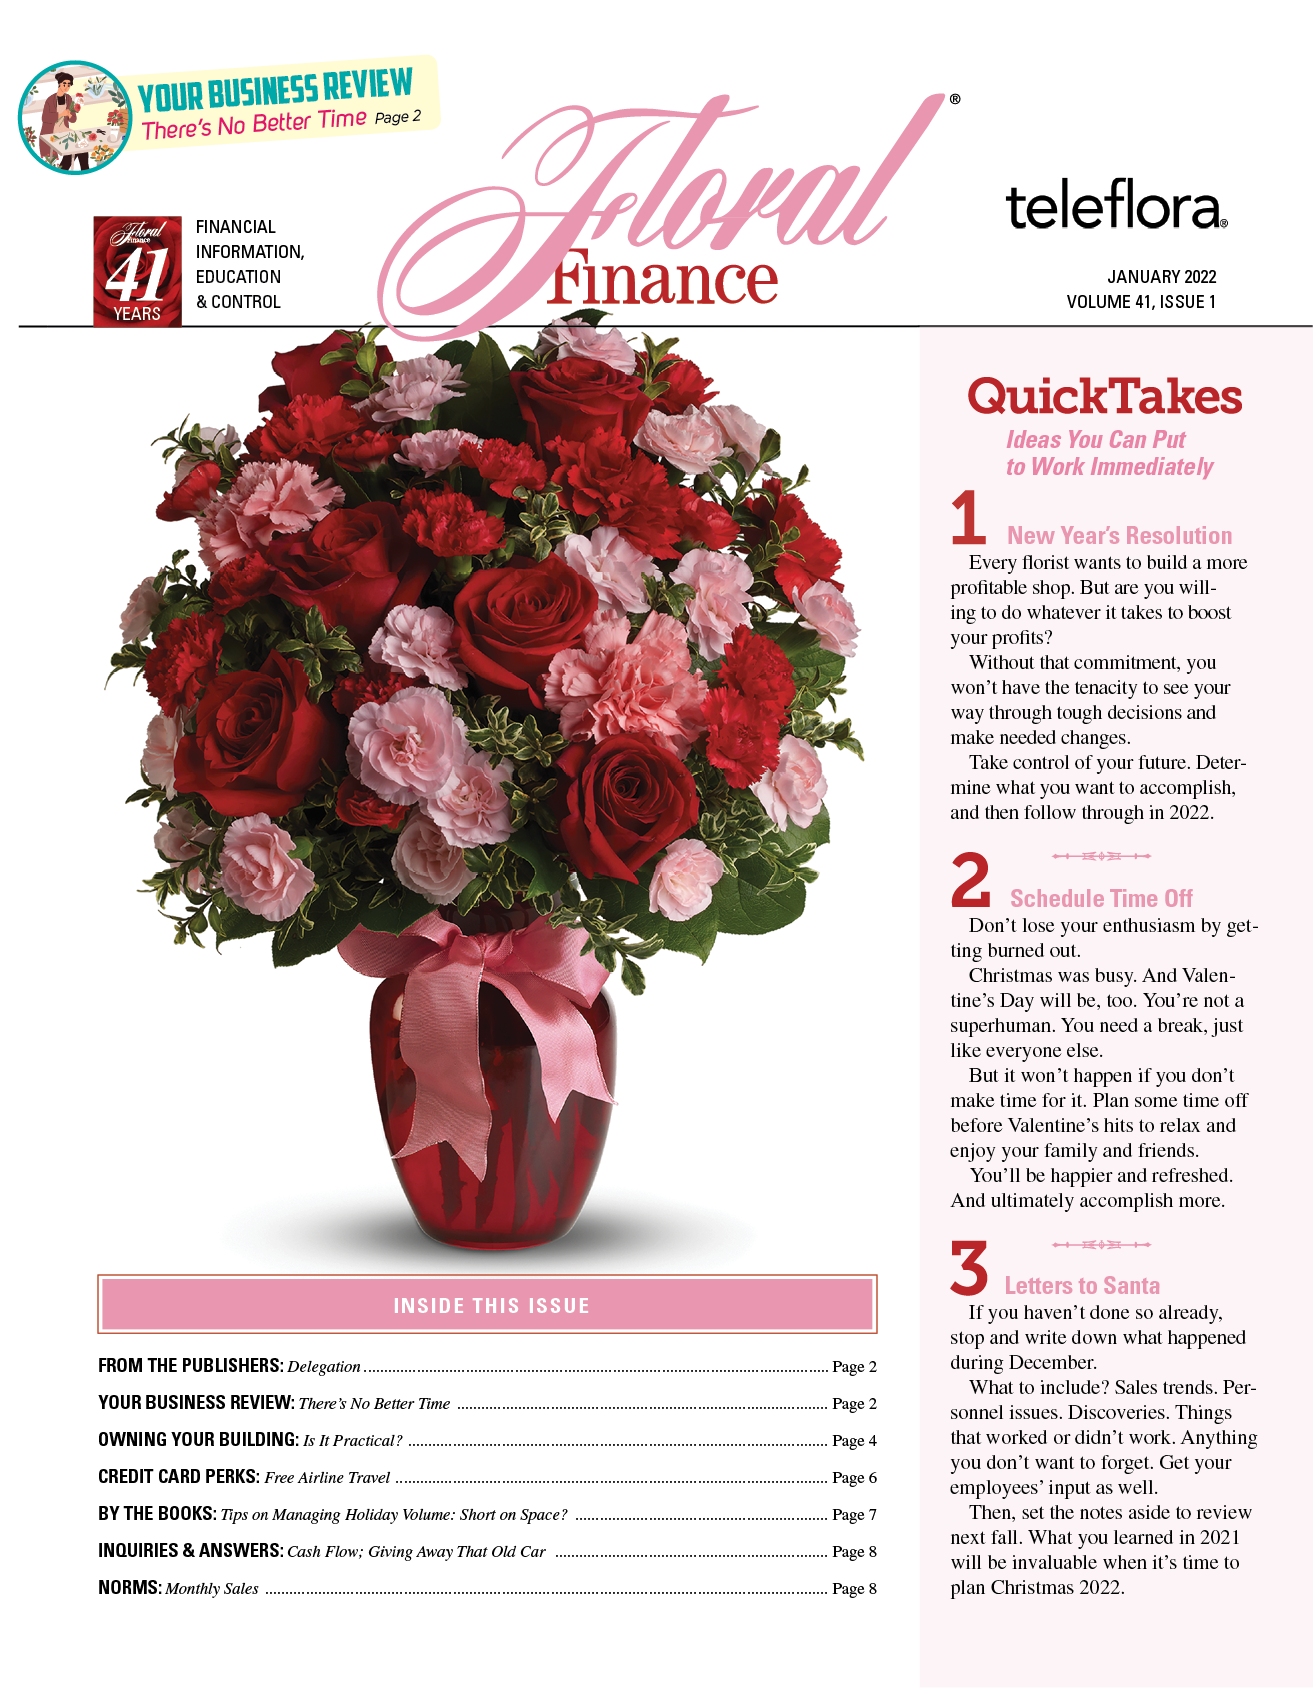 YOUR BUSINESS REVIEW
There's No Better Time Page 2
Floral
Finance
®
Floral
Finance
41
YEARS
FINANCIAL
INFORMATION,
EDUCATION
& CONTROL
teleflora®
JANUARY 2022
VOLUME 41, ISSUE 1
INSIDE THIS ISSUE
FROM THE PUBLISHERS: Delegation ........ Page 2
YOUR BUSINESS REVIEW: There's No Better Time ........ Page 2
OWNING YOUR BUILDING: Is It Practical? ........ Page 4
CREDIT CARD PERKS: Free Airline Travel ........ Page 6
BY THE BOOKS: Tips on Managing Holiday Volume: Short on Space? ........ Page 7
INQUIRIES & ANSWERS: Cash Flow; Giving Away That Old Car ........ Page 8
NORMS: Monthly Sales ........ Page 8
QuickTakes
Ideas You Can Put
to Work Immediately
1 New Year's Resolution
Every florist wants to build a more
profitable shop. But are you will-
ing to do whatever it takes to boost
your profits?
Without that commitment, you
won't have the tenacity to see your
way through tough decisions and
make needed changes.
Take control of your future. Deter-
mine what you want to accomplish,
and then follow through in 2022.
2 Schedule Time Off
Don't lose your enthusiasm by get-
ting burned out.
Christmas was busy. And Valen-
tine's Day will be, too. You're not a
superhuman. You need a break, just
like everyone else.
But it won't happen if you don't
make time for it. Plan some time off
before Valentine's hits to relax and
enjoy your family and friends.
You'll be happier and refreshed.
And ultimately accomplish more.
3 Letters to Santa
If you haven't done so already,
stop and write down what happened
during December.
What to include? Sales trends. Per-
sonnel issues. Discoveries. Things
that worked or didn't work. Anything
you don't want to forget. Get your
employees' input as well.
Then, set the notes aside to review
next fall. What you learned in 2021
will be invaluable when it's time to
plan Christmas 2022.